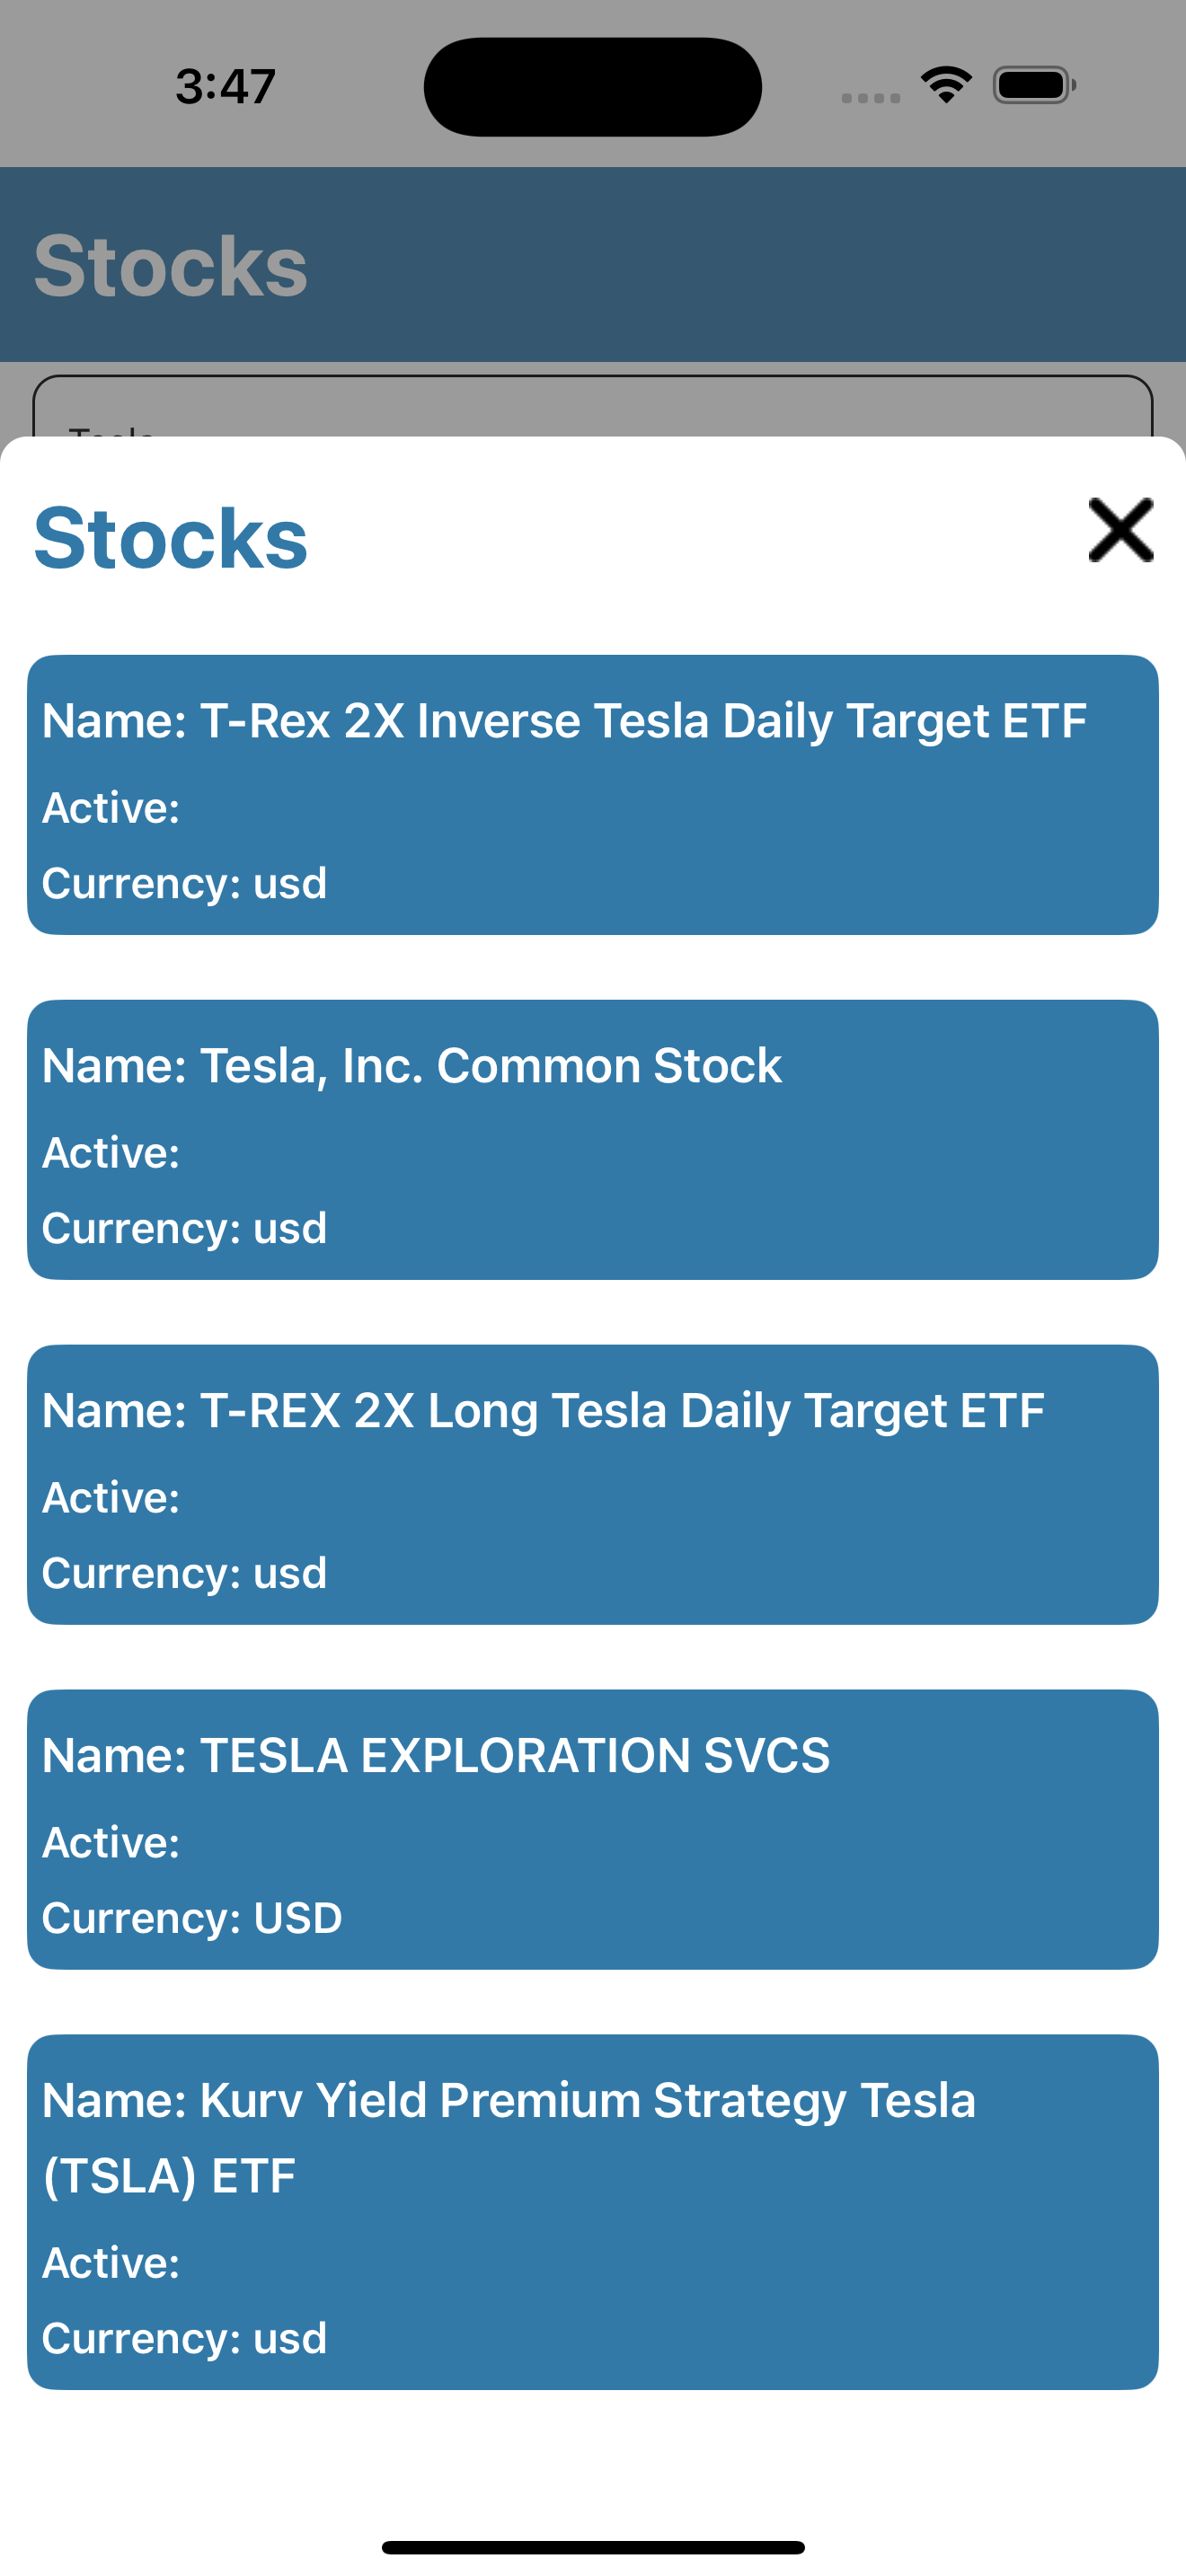 3:47
Stocks
Tesla
Stocks
Name: T-Rex 2X Inverse Tesla Daily Target ETF
Active:
Currency: usd
Name: Tesla, Inc. Common Stock
Active:
Currency: usd
Name: T-REX 2X Long Tesla Daily Target ETF
Active:
Currency: usd
Name: TESLA EXPLORATION SVCS
Active:
Currency: USD
Name: Kurv Yield Premium Strategy Tesla
(TSLA) ETF
Active:
Currency: usd